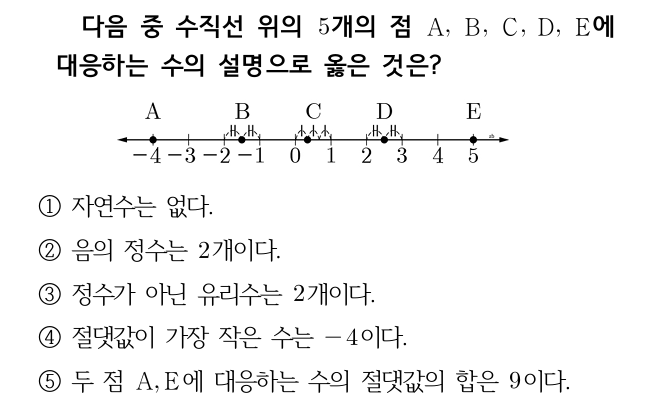 다음 중 수직선 위의 5개의 점 A, B, C, D, E에
대응하는 수의 설명으로 옳은 것은?
A B C D E
−4 −3 −2 −1 0 1 2 3 4 5
① 자연수는 없다.
② 음의 정수는 2개이다.
③ 정수가 아닌 유리수는 2개이다.
④ 절댓값이 가장 작은 수는 −4이다.
⑤ 두 점 A, E에 대응하는 수의 절댓값의 합은 9이다.